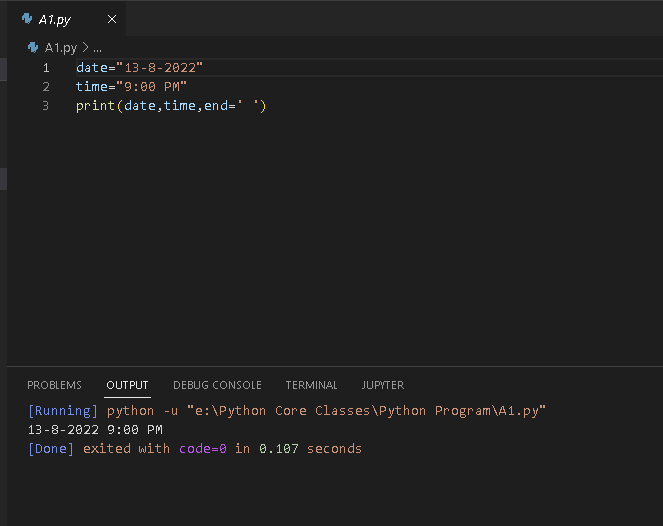 A1.py
A1.py > ...
1 date="13-8-2022"
2 time="9:00 PM"
3 print(date,time,end=' ')
PROBLEMS OUTPUT DEBUG CONSOLE TERMINAL JUPYTER
[Running] python -u "e:\Python Core Classes\Python Program\A1.py"
13-8-2022 9:00 PM
[Done] exited with code=0 in 0.107 seconds